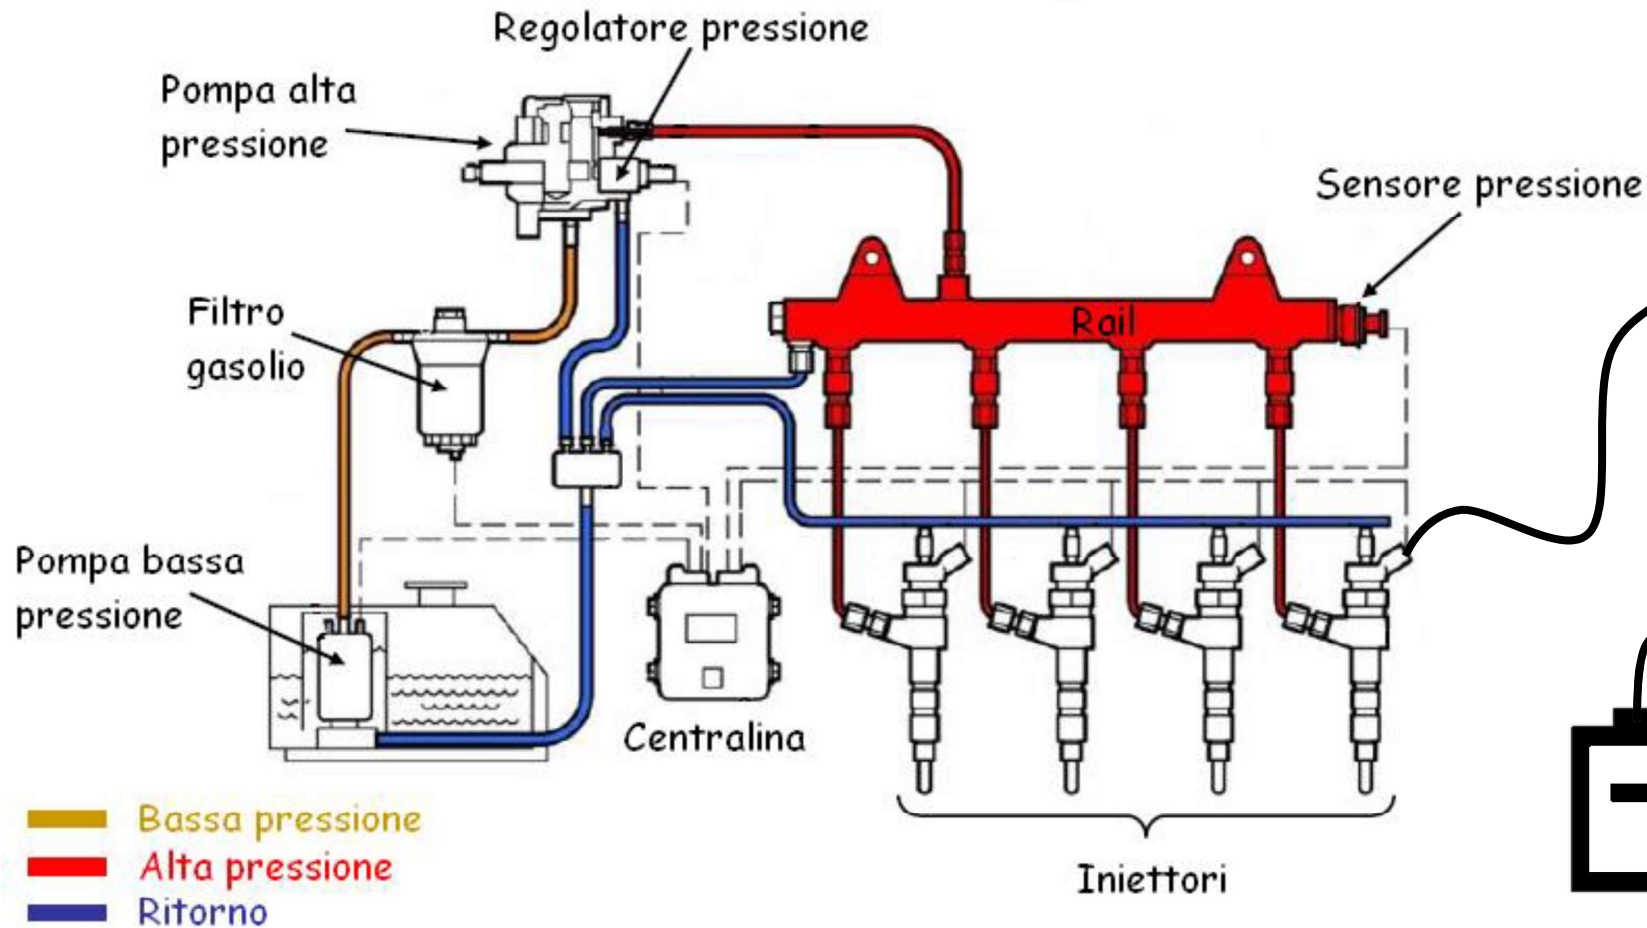 Regolatore pressione
Pompa alta
pressione
Sensore pressione
Filtro
gasolio
Rail
Pompa bassa
pressione
Centralina
Bassa pressione
Alta pressione
Ritorno
Iniettori